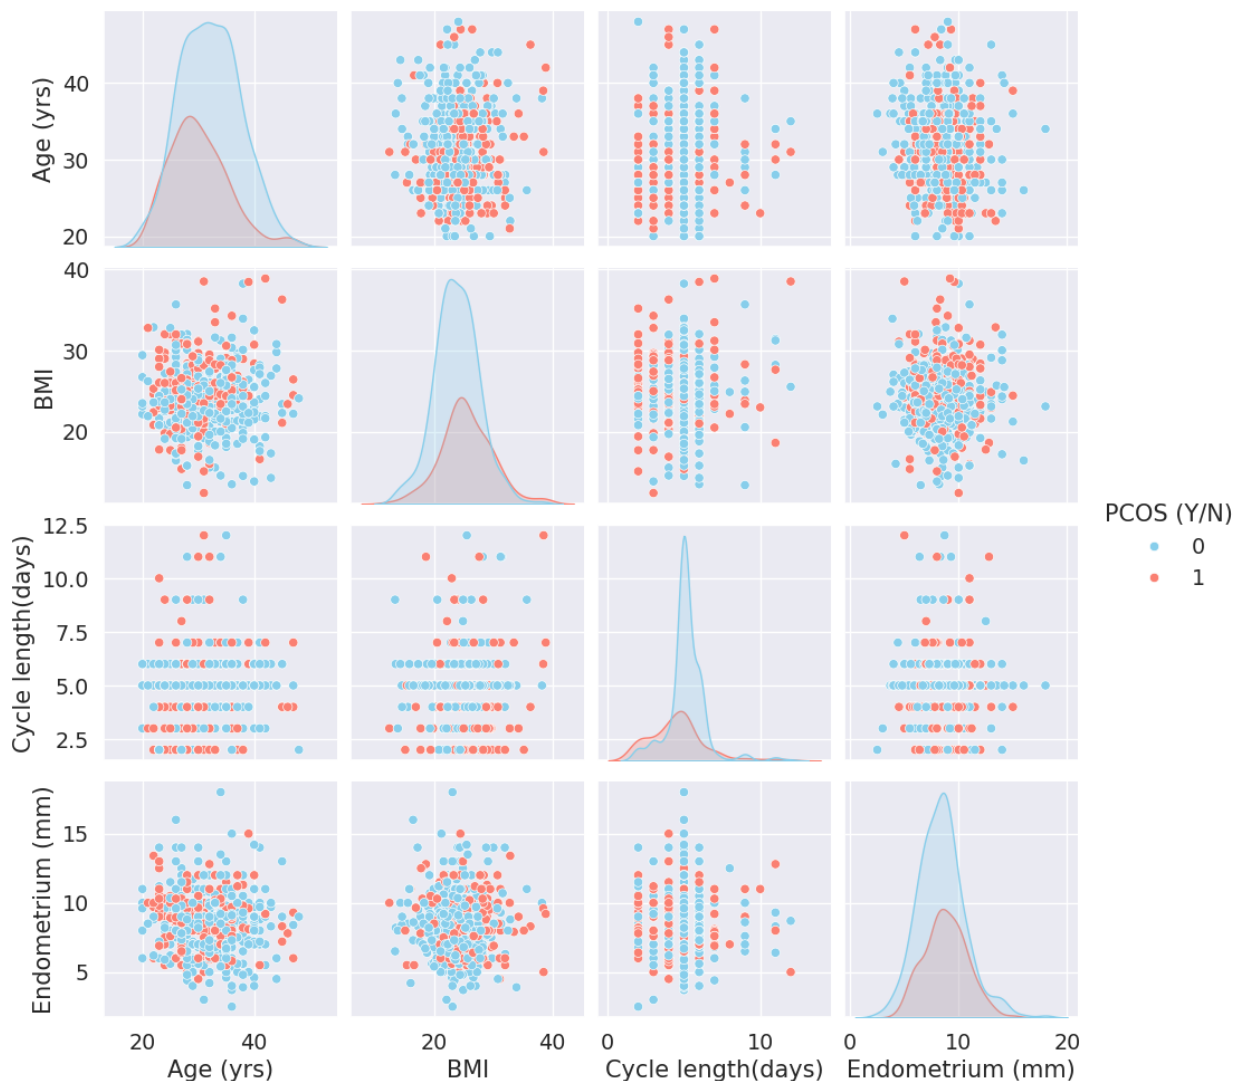 Age (yrs)
40
30
20
BMI
40
30
20
Cycle length(days)
12.5
10.0
7.5
5.0
2.5
Endometrium (mm)
15
10
5
20 40
Age (yrs)
20 40
BMI
0 10
Cycle length(days)
0 10 20
Endometrium (mm)
PCOS (Y/N)
0
1